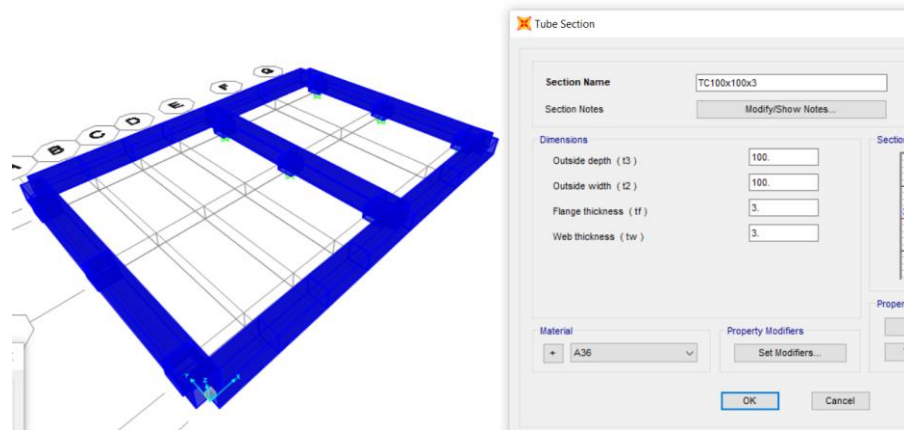 Tube Section
Section Name
TC100x100x3
Section Notes
Modify/Show Notes...
Dimensions
Outside depth ( t3 )
100.
Outside width ( t2 )
100.
Flange thickness ( tf )
3.
Web thickness ( tw )
3.
Material
+
A36
Property Modifiers
Set Modifiers...
OK
Cancel
B
C
D
E
F
G
X
Y
Z